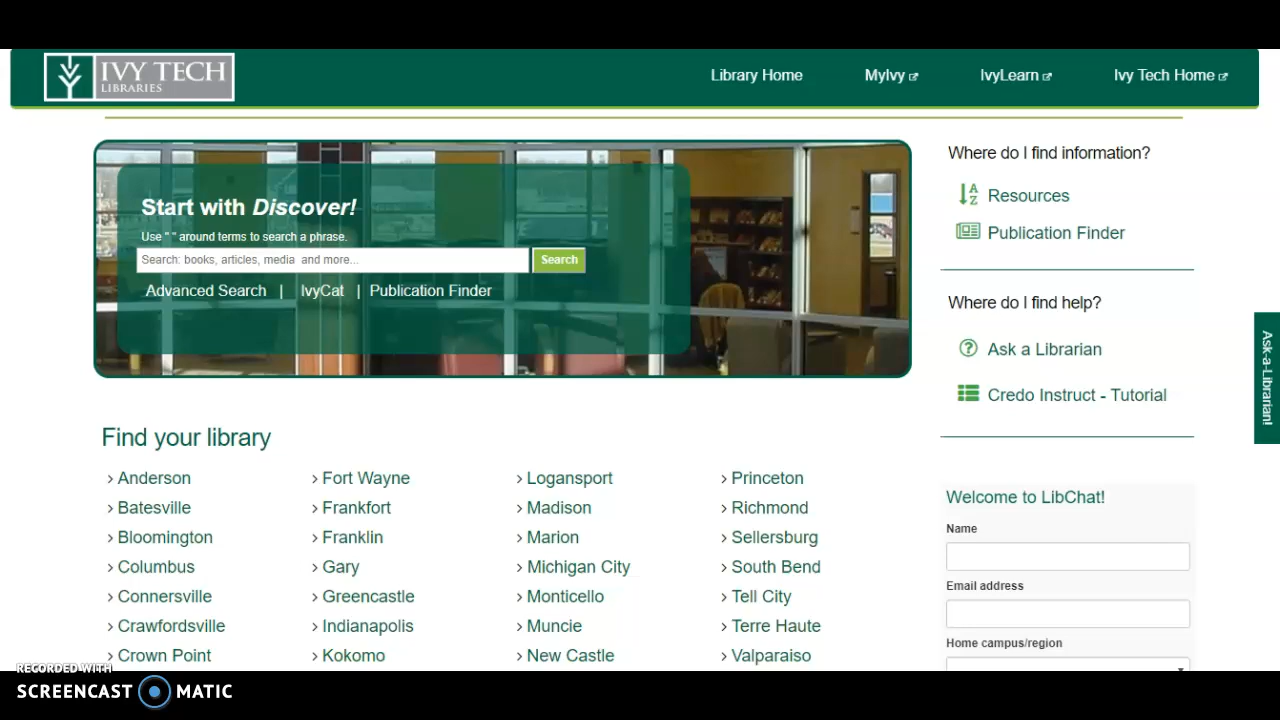 IVY TECH
LIBRARIES
Library Home
MyIvy
IvyLearn
Ivy Tech Home
Start with Discover!
Use " " around terms to search a phrase.
Search: books, articles, media and more...
Search
Advanced Search | IvyCat | Publication Finder
Where do I find information?
A
Z
Resources
Publication Finder
Where do I find help?
Ask a Librarian
Credo Instruct - Tutorial
Ask-a-Librarian!
Find your library
Anderson
Batesville
Bloomington
Columbus
Connersville
Crawfordsville
Crown Point
Fort Wayne
Frankfort
Franklin
Gary
Greencastle
Indianapolis
Kokomo
Logansport
Madison
Marion
Michigan City
Monticello
Muncie
New Castle
Princeton
Richmond
Sellersburg
South Bend
Tell City
Terre Haute
Valparaiso
Welcome to LibChat!
Name
Email address
Home campus/region
RECORDED WITH
SCREENCAST MATIC